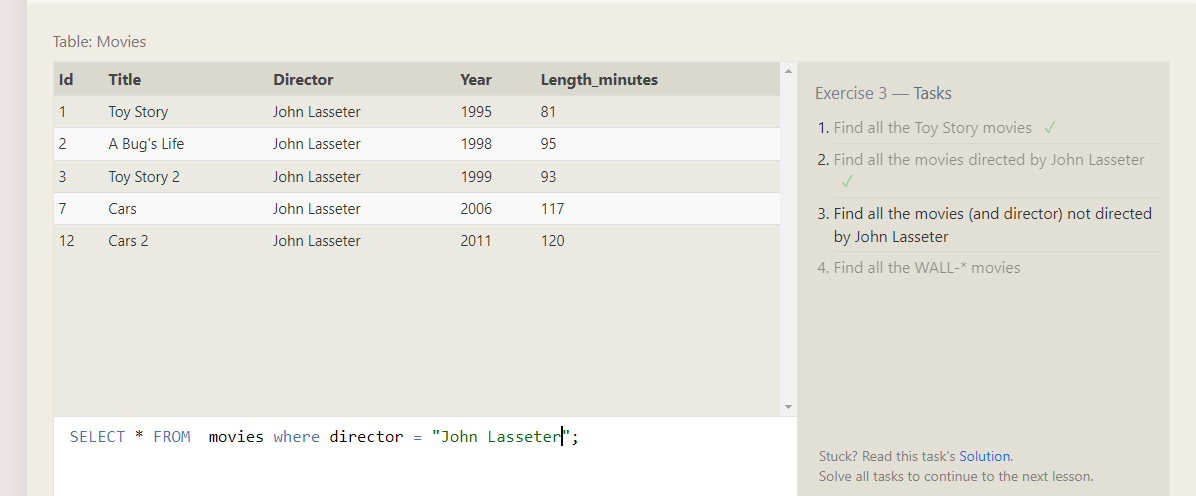 Table: Movies
Id Title Director Year Length_minutes
1 Toy Story John Lasseter 1995 81
2 A Bug's Life John Lasseter 1998 95
3 Toy Story 2 John Lasseter 1999 93
7 Cars John Lasseter 2006 117
12 Cars 2 John Lasseter 2011 120
SELECT * FROM  movies where director = "John Lasseter";
Exercise 3 — Tasks
1. Find all the Toy Story movies ✓
2. Find all the movies directed by John Lasseter
✓
3. Find all the movies (and director) not directed
by John Lasseter
4. Find all the WALL-* movies
Stuck? Read this task's Solution.
Solve all tasks to continue to the next lesson.